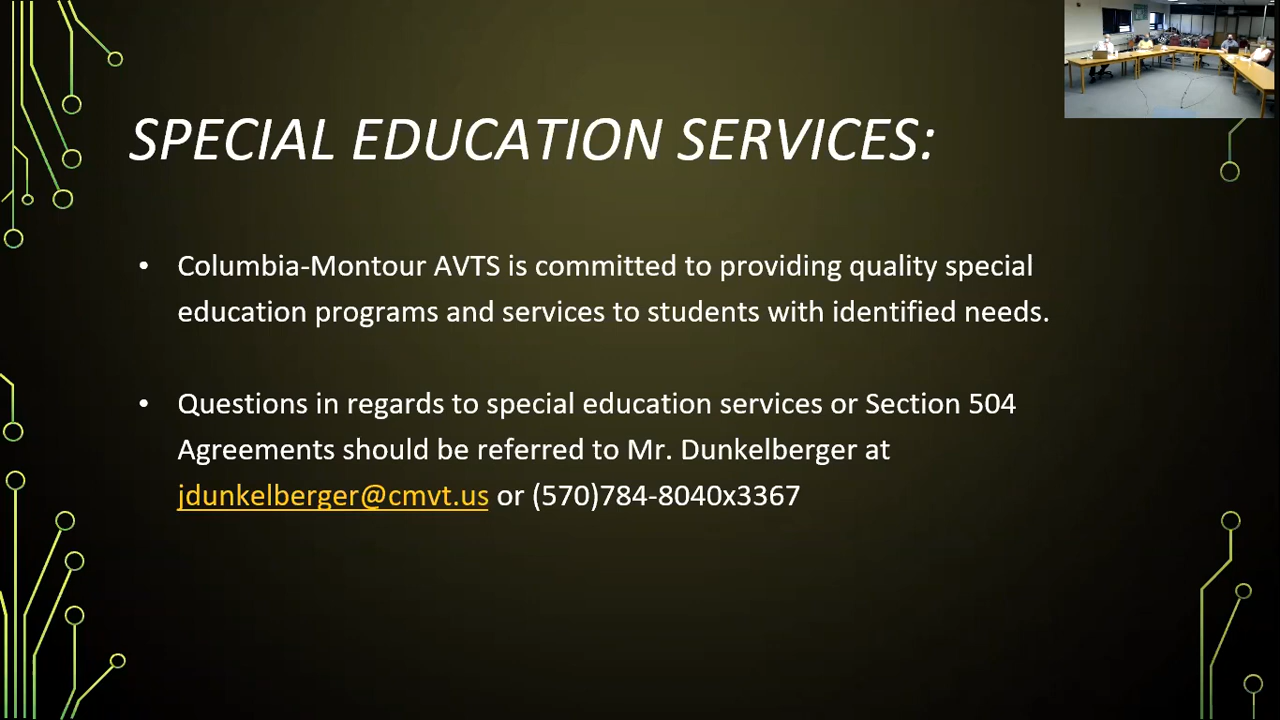 SPECIAL EDUCATION SERVICES:
• Columbia-Montour AVTS is committed to providing quality special
education programs and services to students with identified needs.
• Questions in regards to special education services or Section 504
Agreements should be referred to Mr. Dunkelberger at
jdunkelberger@cmvt.us or (570)784-8040x3367